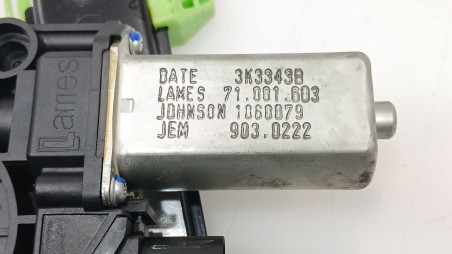 DATE 3K3343B
LAMES 71.001.603
JOHNSON 1060079
JEM 903.0222
Lames